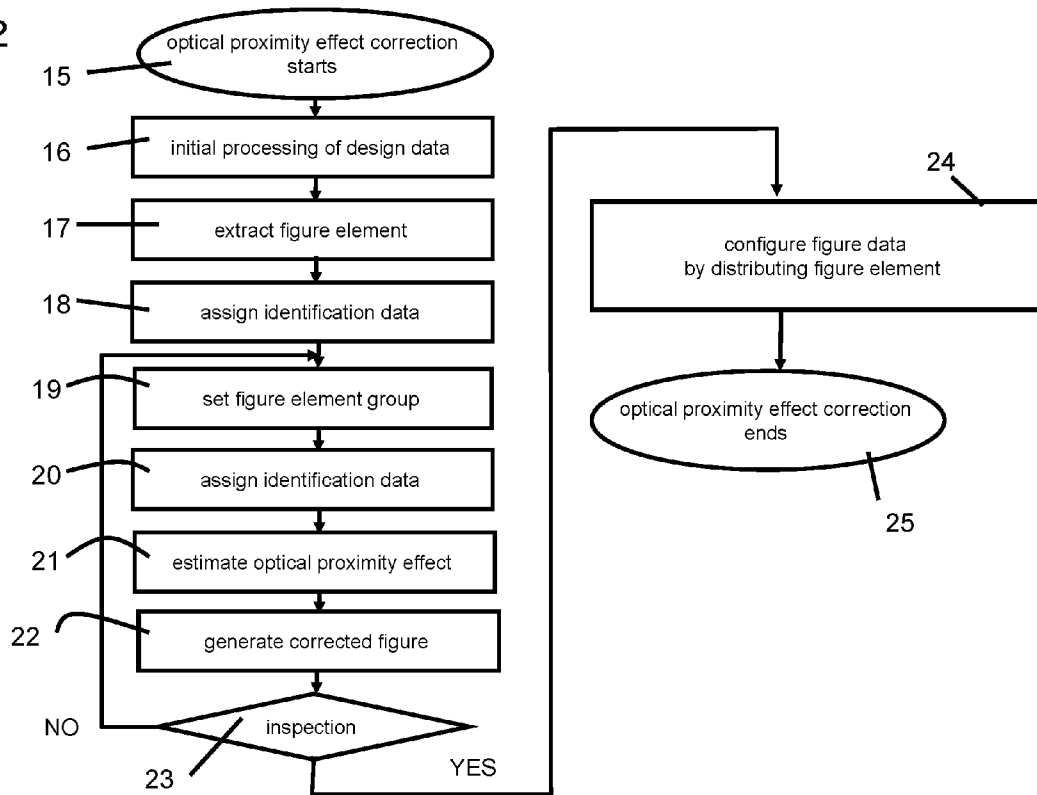 2
15
optical proximity effect correction
starts
16
initial processing of design data
17
extract figure element
18
assign identification data
19
set figure element group
20
assign identification data
21
estimate optical proximity effect
22
generate corrected figure
NO
inspection
23
YES
24
configure figure data
by distributing figure element
optical proximity effect correction
ends
25